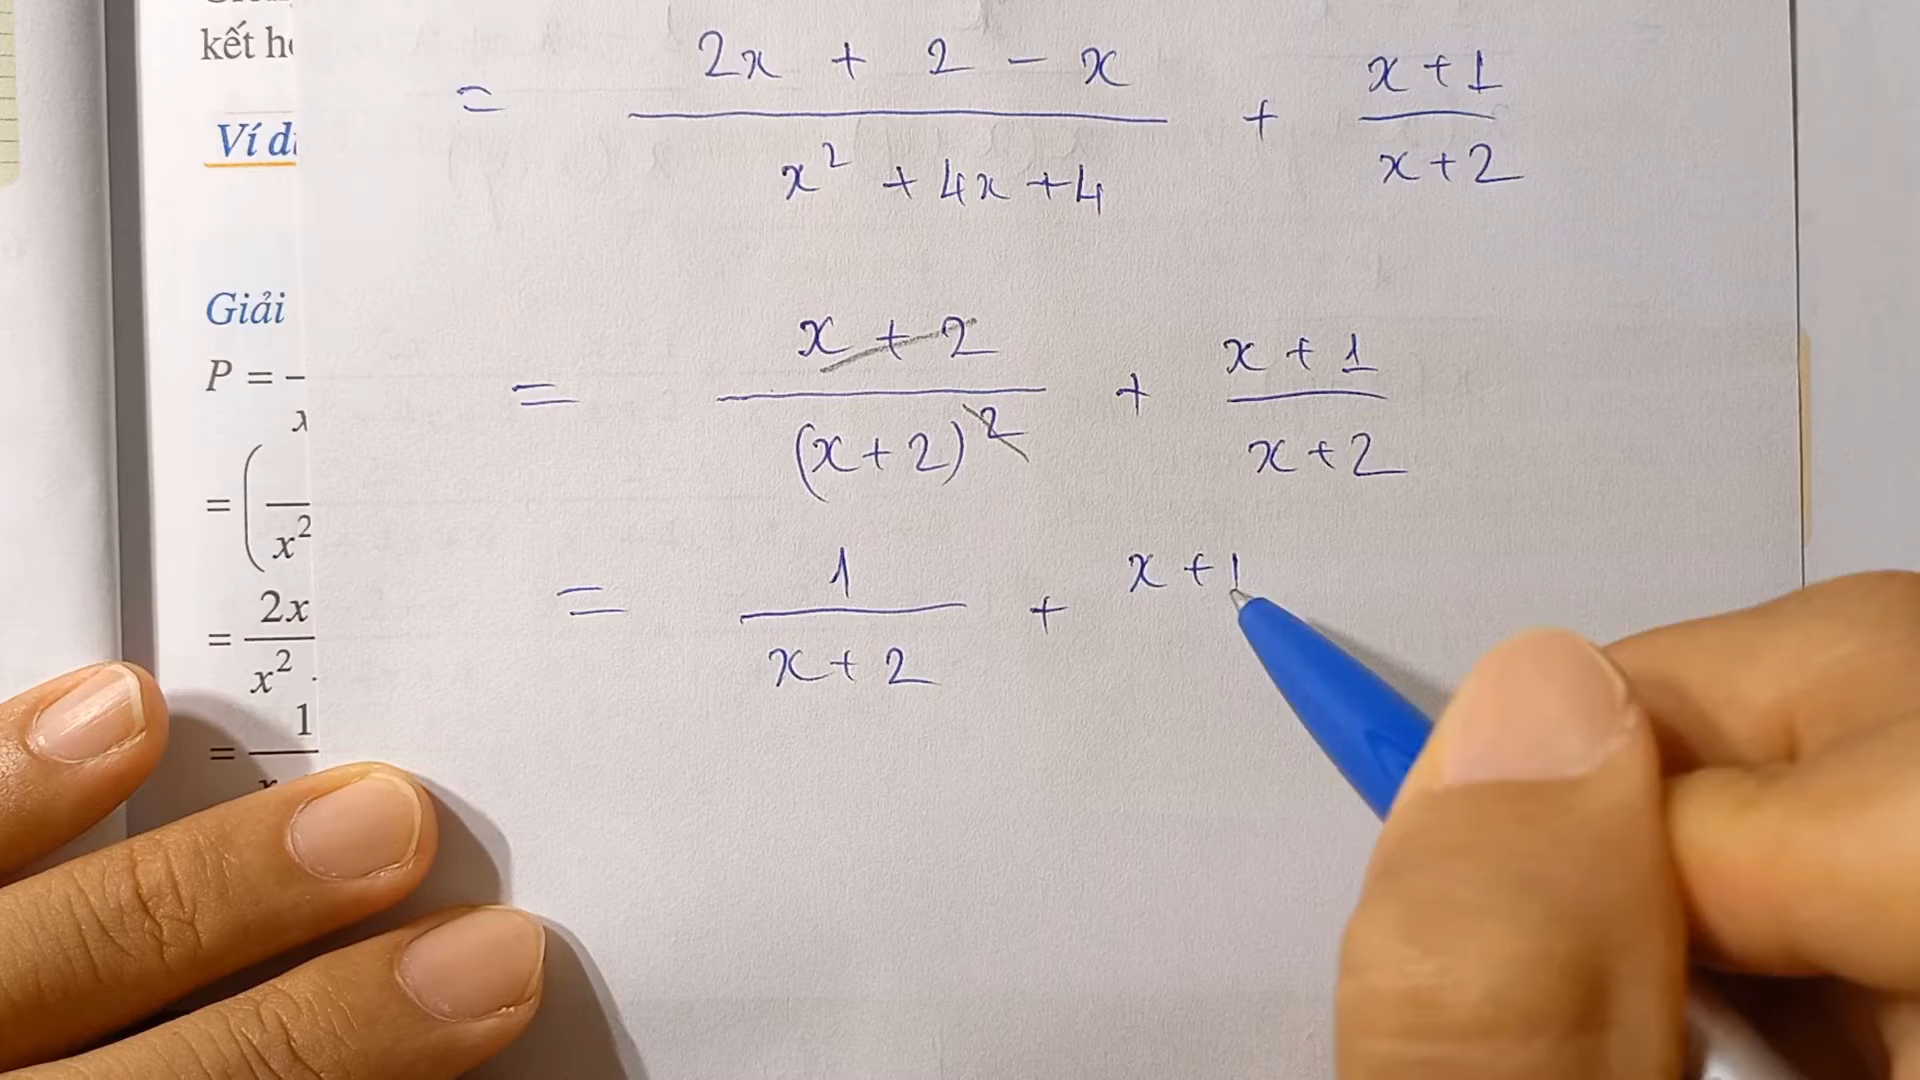 kết
Ví
Giải
P =
= (
x²
= 2x
x²
= 1
= 2x + 2 - x / x² + 4x + 4 + x + 1 / x + 2
= x + 2 / (x + 2)² + x + 1 / x + 2
= 1 / x + 2 + x + 1